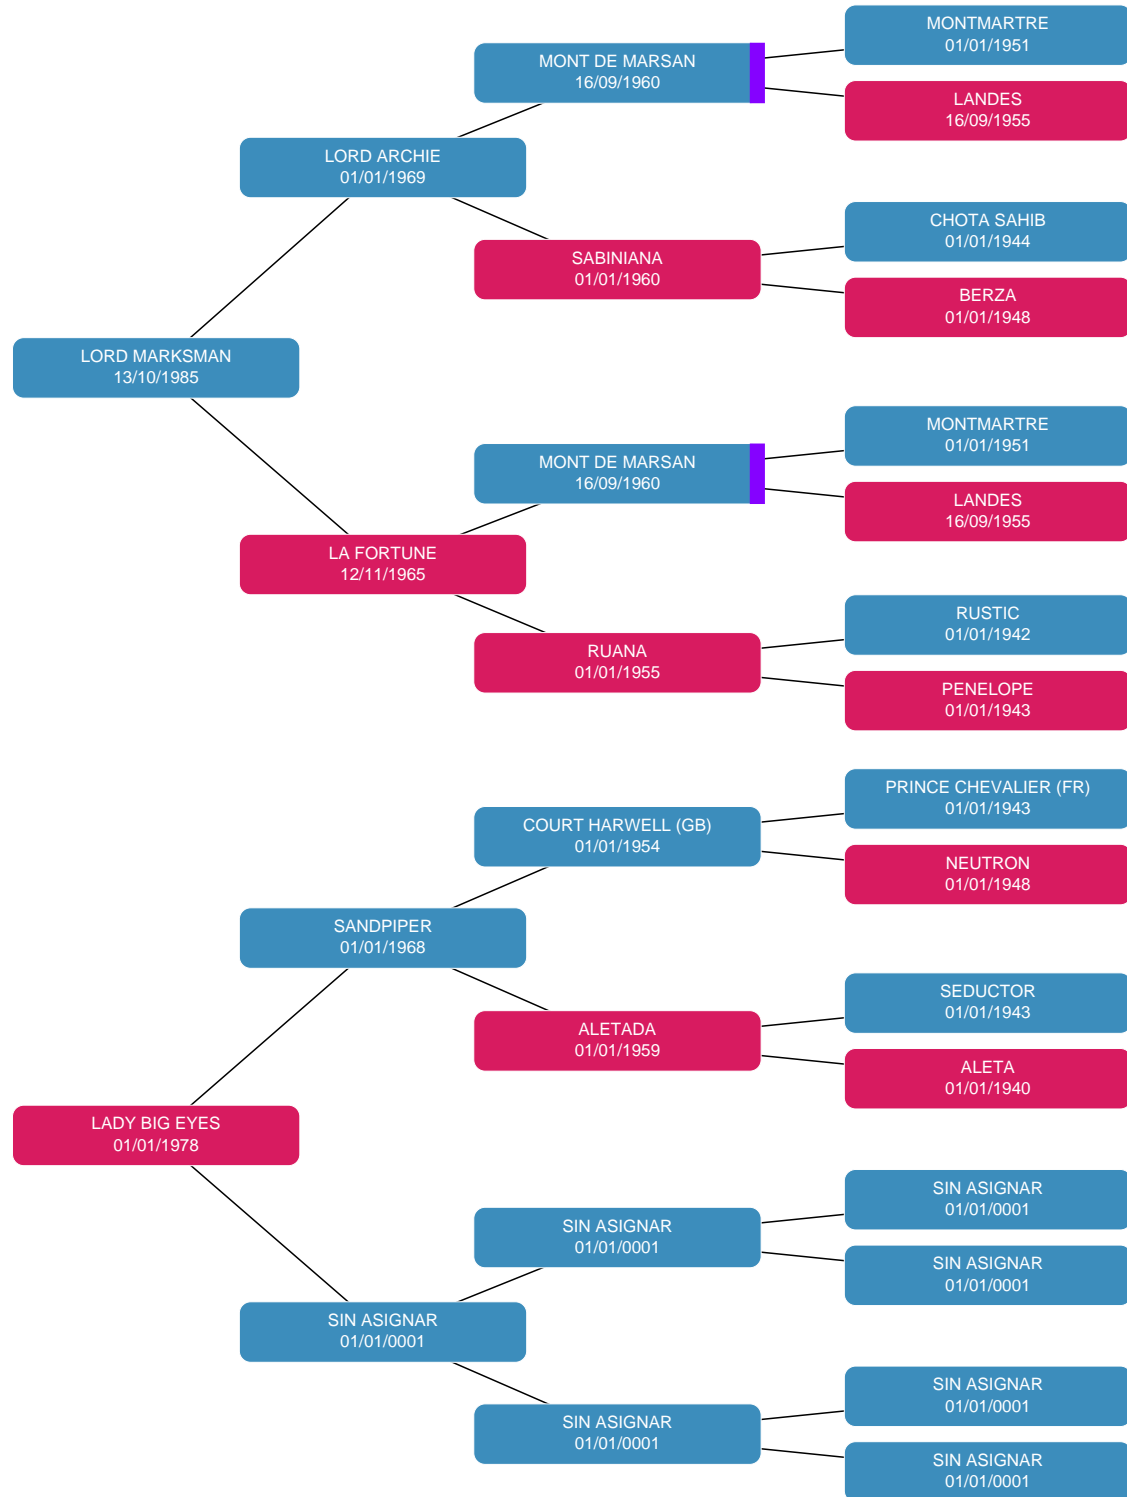 MONTMARTRE
01/01/1951
MONT DE MARSAN
16/09/1960
LANDES
16/09/1955
LORD ARCHIE
01/01/1969
CHOTA SAHIB
01/01/1944
SABINIANA
01/01/1960
BERZA
01/01/1948
LORD MARKSMAN
13/10/1985
MONTMARTRE
01/01/1951
MONT DE MARSAN
16/09/1960
LANDES
16/09/1955
LA FORTUNE
12/11/1965
RUSTIC
01/01/1942
RUANA
01/01/1955
PENELOPE
01/01/1943
PRINCE CHEVALIER (FR)
01/01/1943
COURT HARWELL (GB)
01/01/1954
NEUTRON
01/01/1948
SANDPIPER
01/01/1968
SEDUCTOR
01/01/1943
ALETADA
01/01/1959
ALETA
01/01/1940
LADY BIG EYES
01/01/1978
SIN ASIGNAR
01/01/0001
SIN ASIGNAR
01/01/0001
SIN ASIGNAR
01/01/0001
SIN ASIGNAR
01/01/0001
SIN ASIGNAR
01/01/0001
SIN ASIGNAR
01/01/0001
SIN ASIGNAR
01/01/0001